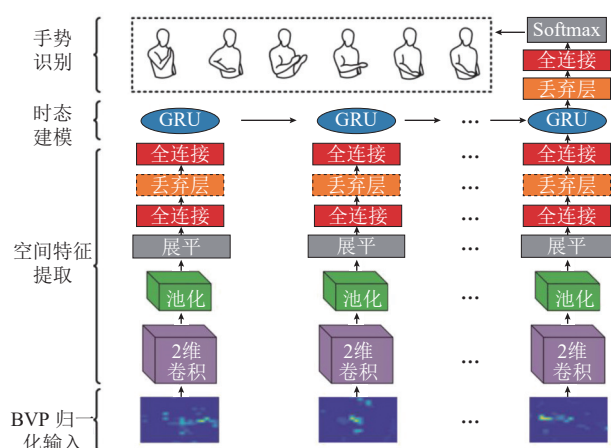 手势
识别
Softmax
全连接
丢弃层
时态
建模
GRU
GRU
...
GRU
空间特征
提取
全连接
全连接
...
全连接
丢弃层
丢弃层
...
丢弃层
全连接
全连接
...
全连接
展平
展平
...
展平
池化
池化
...
池化
2维
卷积
2维
卷积
...
2维
卷积
BVP 归一
化输入
...